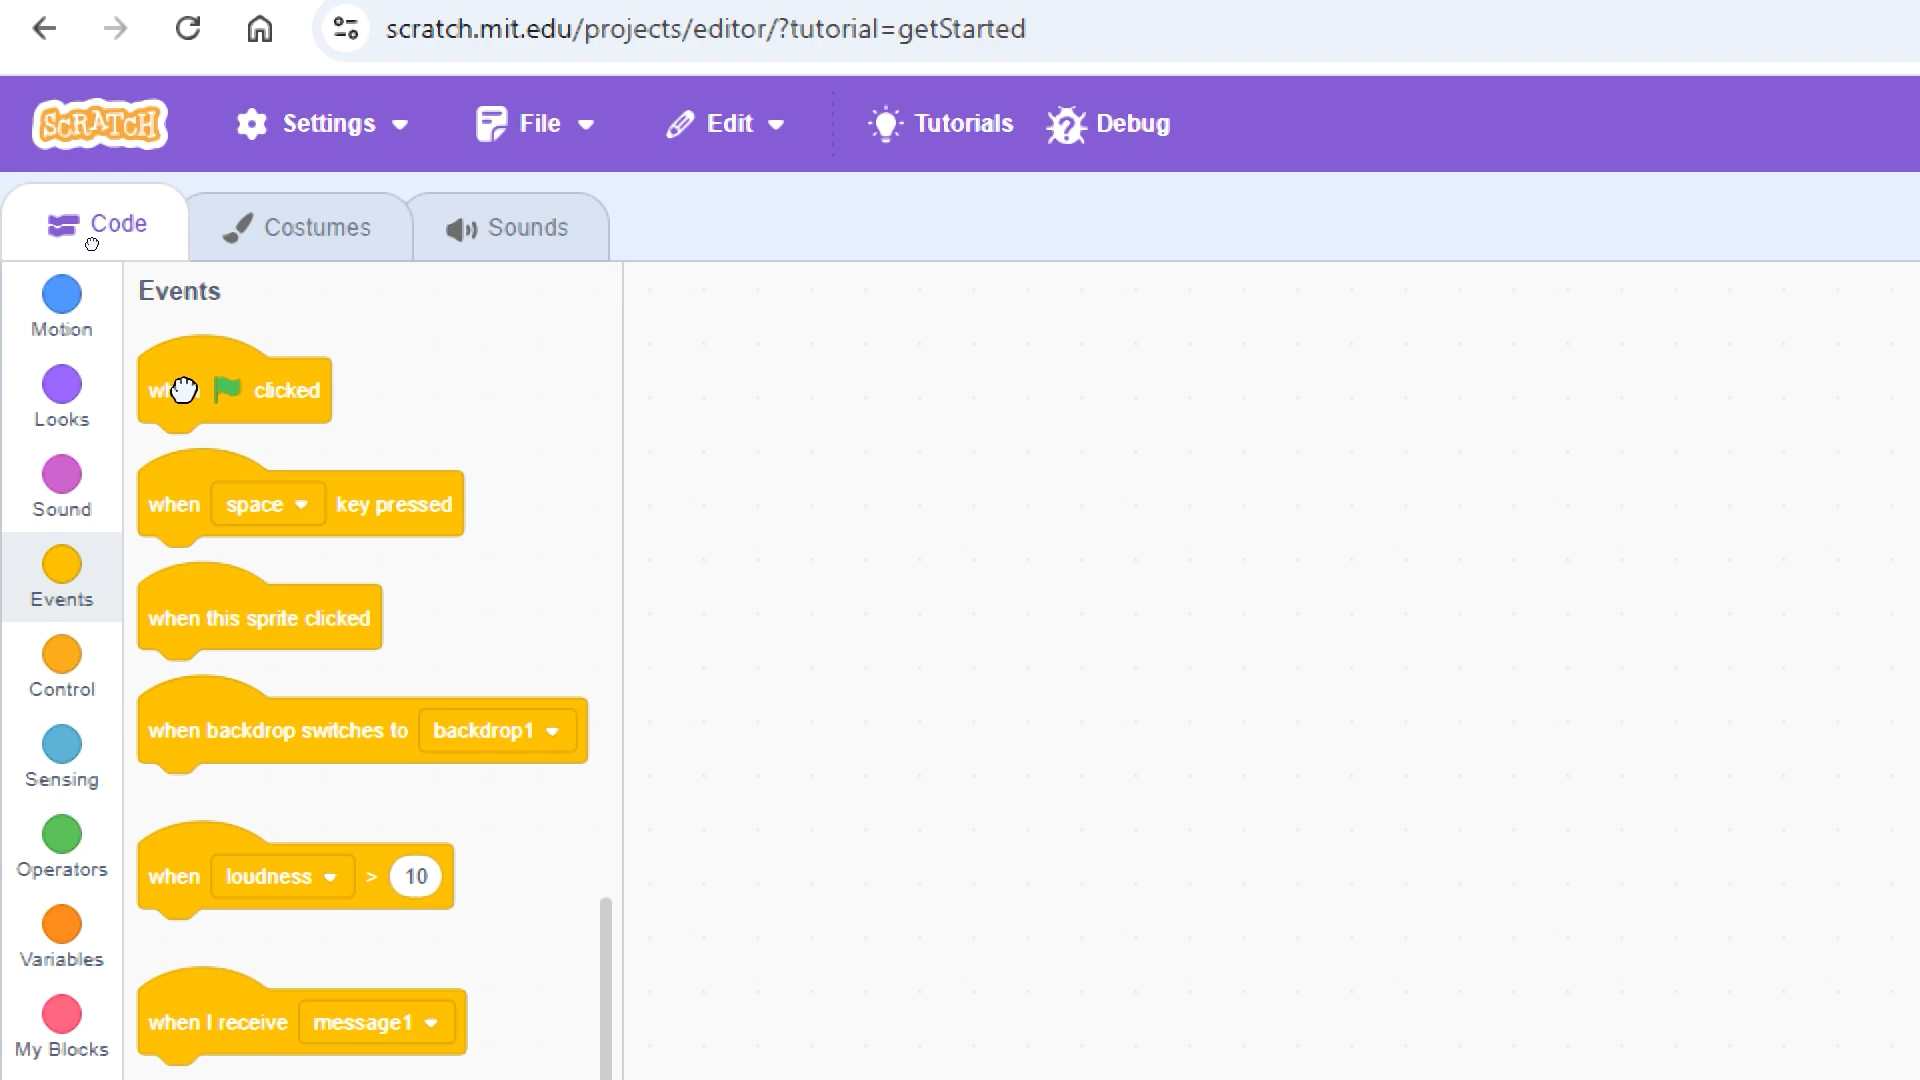 scratch.mit.edu/projects/editor/?tutorial=getStarted
SCRATCH Settings File Edit Tutorials Debug
Code Costumes Sounds
Motion
Looks
Sound
Events
Control
Sensing
Operators
Variables
My Blocks
Events
clicked
when space key pressed
when this sprite clicked
when backdrop switches to backdrop1
when loudness > 10
when I receive message1